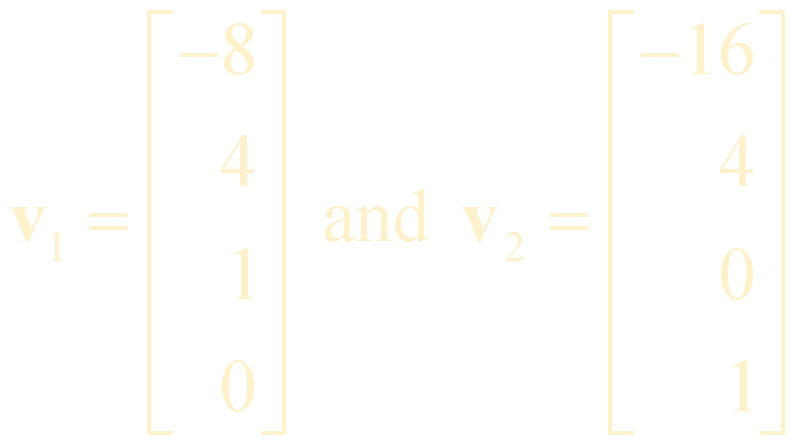 v₁ = [−8 4 1 0] and v₂ = [−16 4 0 1]